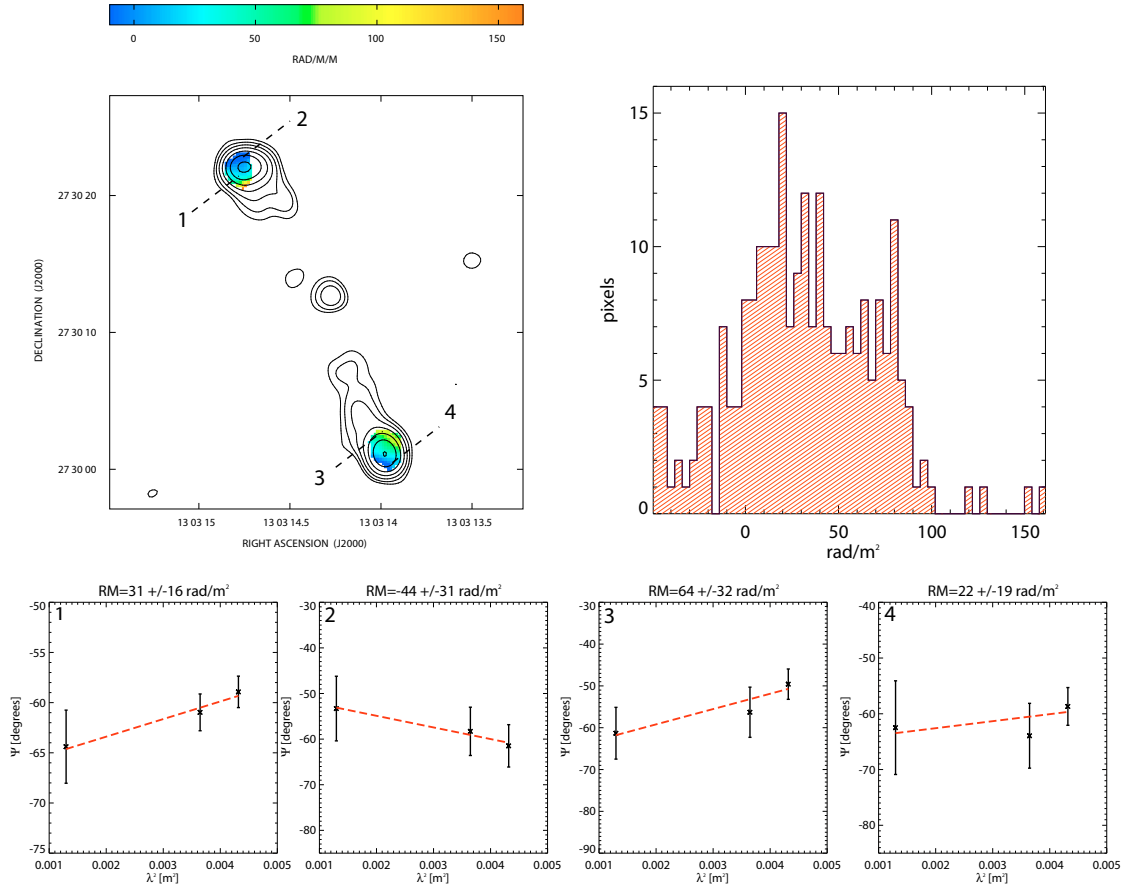 0 50 100 150
RAD/M/M
2
1
4
3
DECLINATION (J2000)
27 30 20
27 30 10
27 30 00
13 03 15 13 03 14.5 13 03 14 13 03 13.5
RIGHT ASCENSION (J2000)
pixels
15
10
5
0
0 50 100 150
rad/m²
RM=31 +/-16 rad/m²
1
Ψ [degrees]
-50
-55
-60
-65
-70
-75
0.001 0.002 0.003 0.004 0.005
λ² [m²]
RM=-44 +/-31 rad/m²
2
Ψ [degrees]
-30
-40
-50
-60
-70
-80
0.001 0.002 0.003 0.004 0.005
λ² [m²]
RM=64 +/-32 rad/m²
3
Ψ [degrees]
-30
-40
-50
-60
-70
-80
-90
0.001 0.002 0.003 0.004 0.005
λ² [m²]
RM=22 +/-19 rad/m²
4
Ψ [degrees]
-40
-50
-60
-70
-80
0.001 0.002 0.003 0.004 0.005
λ² [m²]